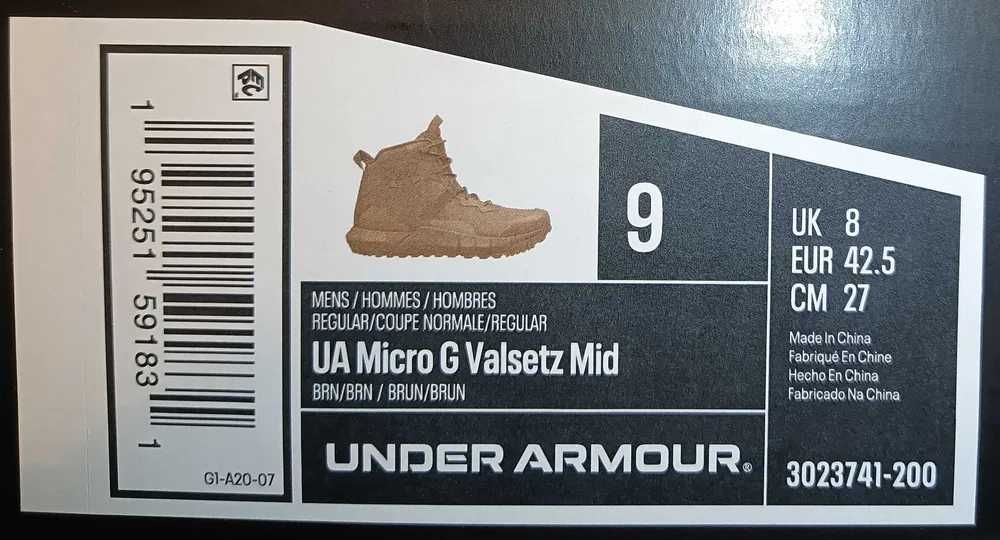 1 95251 59183 1
G1-A20-07
9
MENS / HOMMES / HOMBRES
REGULAR/COUPE NORMALE/REGULAR
UA Micro G Valsetz Mid
BRN/BRN / BRUN/BRUN
UNDER ARMOUR®
UK 8
EUR 42.5
CM 27
Made In China
Fabriqué En Chine
Hecho En China
Fabricado Na China
3023741-200